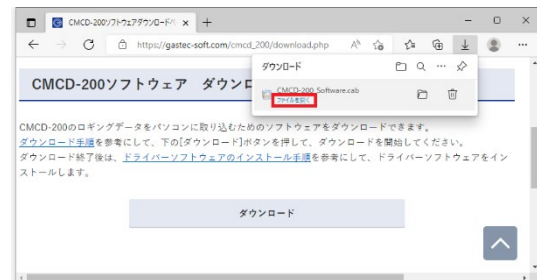 CMCD-200ソフトウェアダウンロードペ
https://gastec-soft.com/cmcd_200/download.php
ダウンロード
CMCD-200_Software.cab
ファイルを開く
CMCD-200ソフトウェア ダウンロ
CMCD-200のロギングデータをパソコンに取り込むためのソフトウェアをダウンロードできます。
ダウンロード手順を参考にして、下の[ダウンロード]ボタンを押して、ダウンロードを開始してください。
ダウンロード終了後は、ドライバーソフトウェアのインストール手順を参考にして、ドライバーソフトウェアをイン
ストールします。
ダウンロード